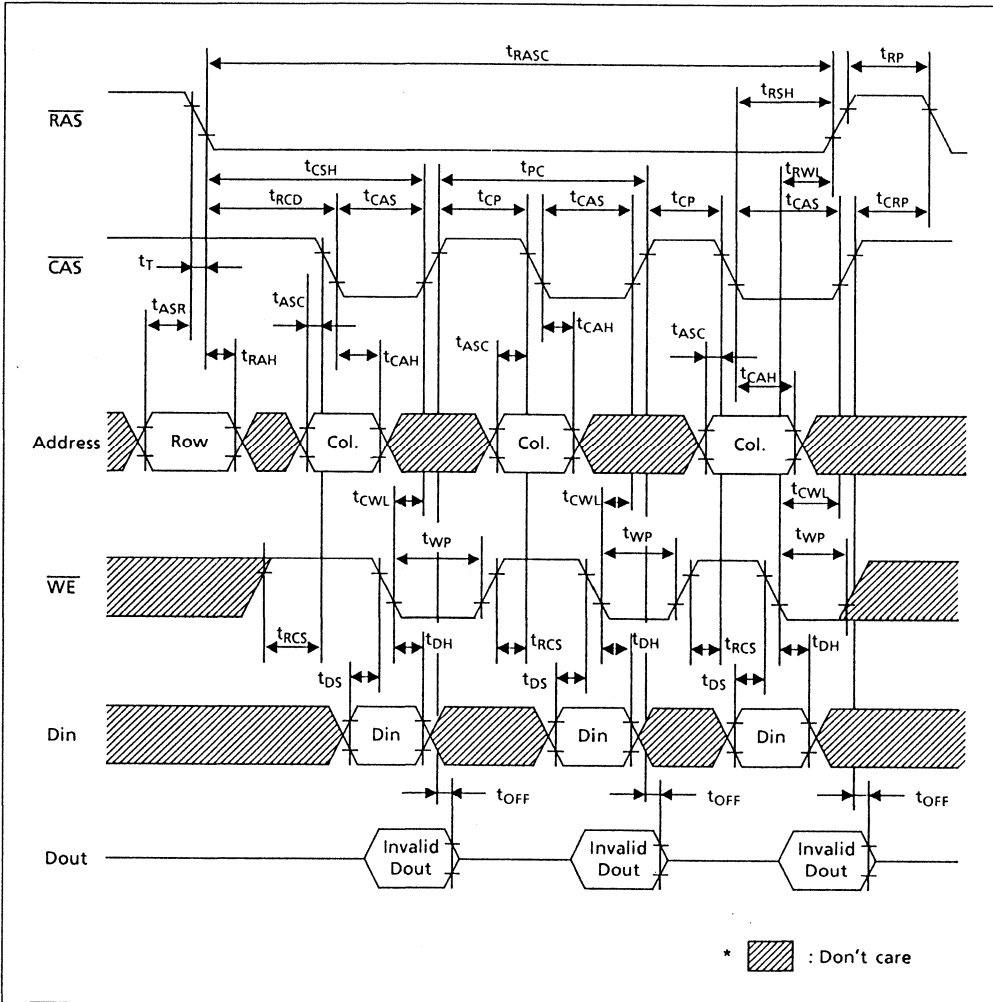 tRASC
tRP
tRSH
RAS
tCSH
tPC
tRWL
tRCD
tCAS
tCP
tCAS
tCP
tCAS
tCRP
CAS
tT
tASC
tASR
tCAH
tASC
tRAH
tCAH
tASC
tCAH
Address
Row
Col.
Col.
Col.
tCWL
tCWL
tCWL
tWP
tWP
tWP
WE
tRCS
tDH
tRCS
tDH
tRCS
tDH
tDS
tDS
tDS
Din
Din
Din
Din
tOFF
tOFF
tOFF
Dout
Invalid
Dout
Invalid
Dout
Invalid
Dout
* : Don't care